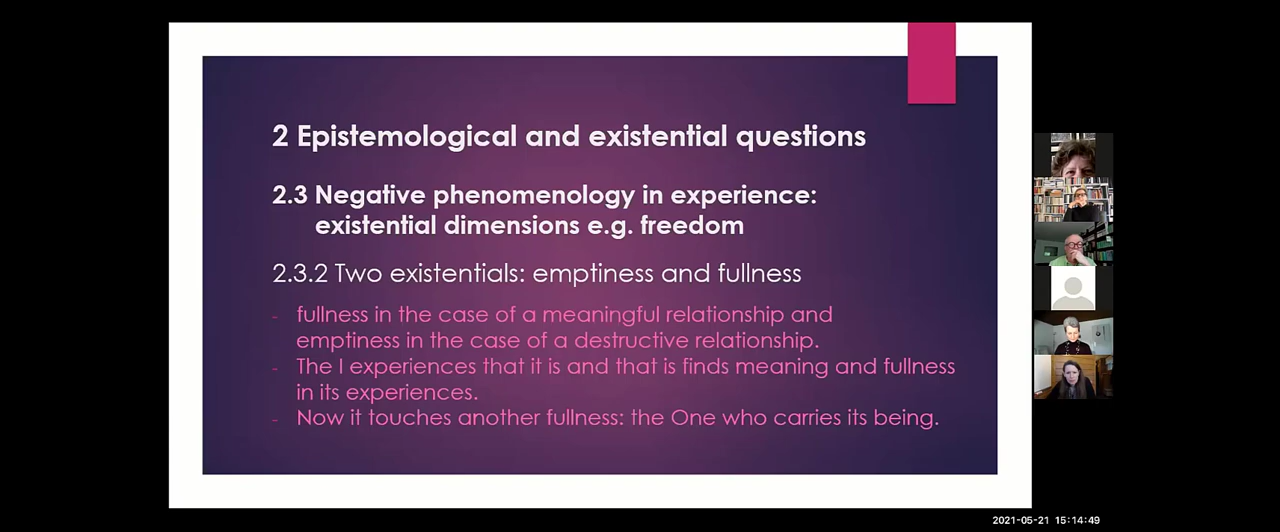 2 Epistemological and existential questions
2.3 Negative phenomenology in experience:
existential dimensions e.g. freedom
2.3.2 Two existentials: emptiness and fullness
- fullness in the case of a meaningful relationship and
emptiness in the case of a destructive relationship.
- The I experiences that it is and that is finds meaning and fullness
in its experiences.
- Now it touches another fullness: the One who carries its being.
2021-05-21 15:14:49